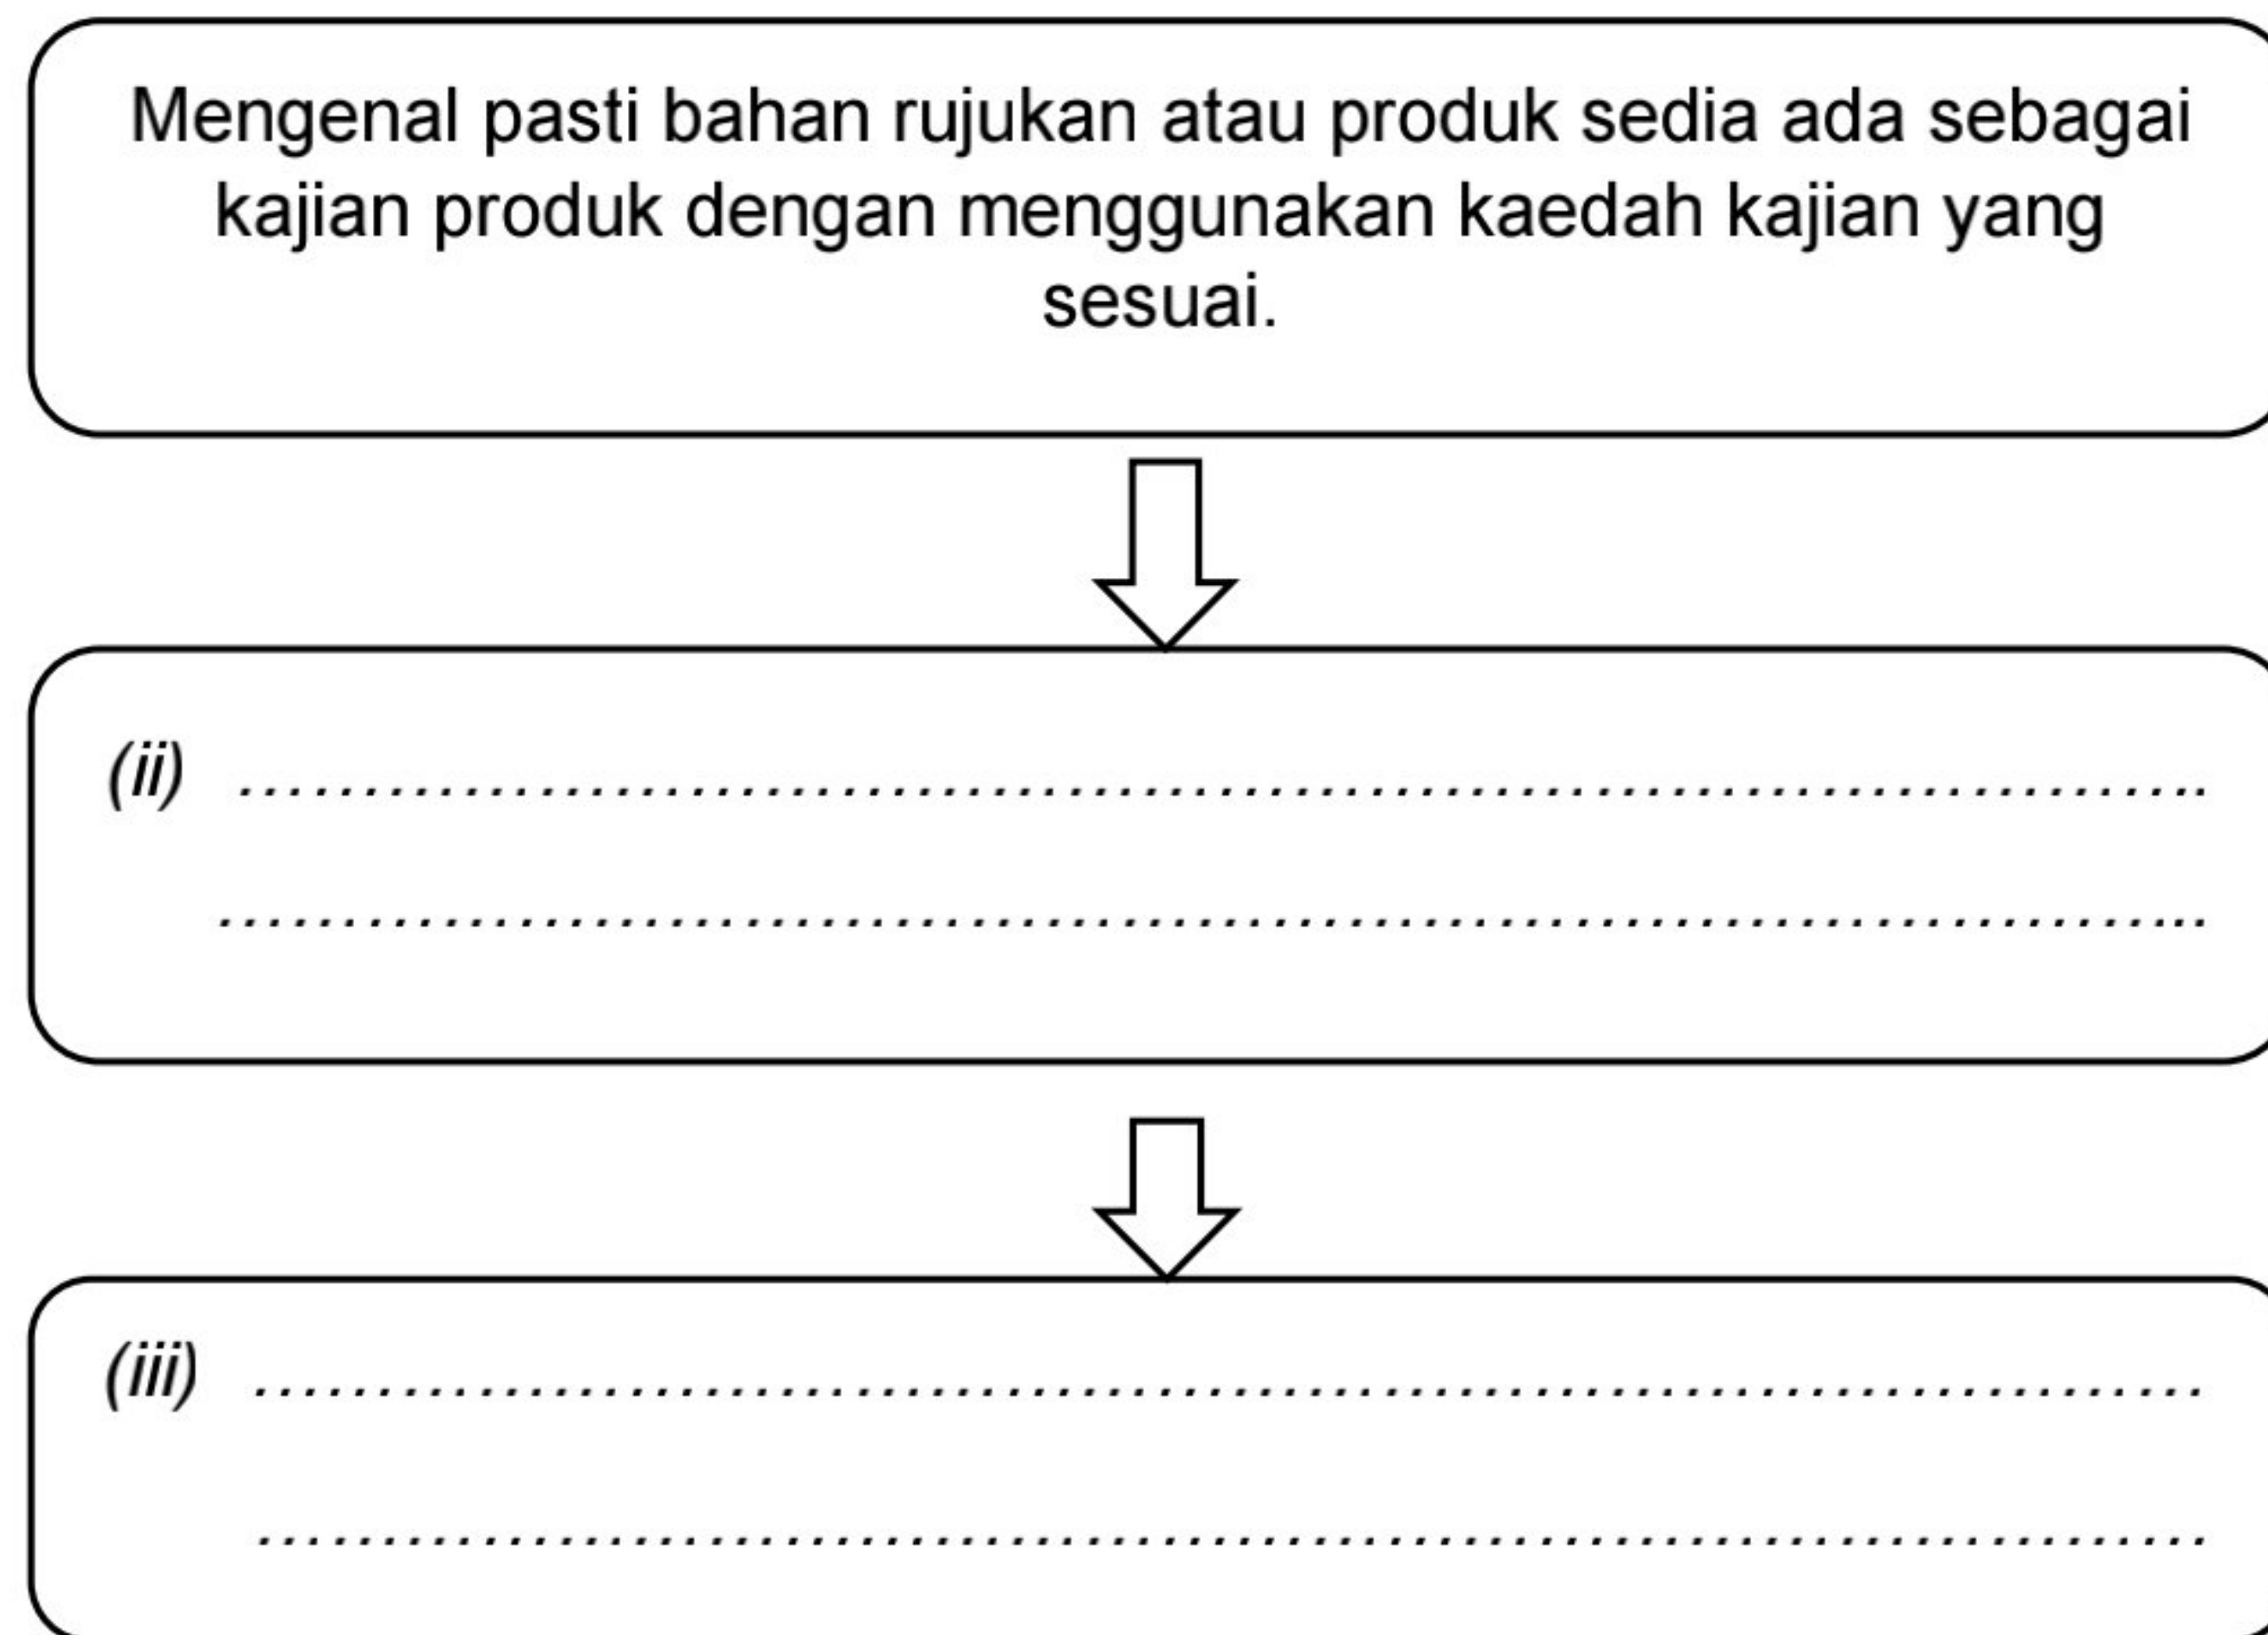 Mengenal pasti bahan rujukan atau produk sedia ada sebagai
kajian produk dengan menggunakan kaedah kajian yang
sesuai.
(ii) ................................................................................
................................................................................
(iii) ................................................................................
................................................................................